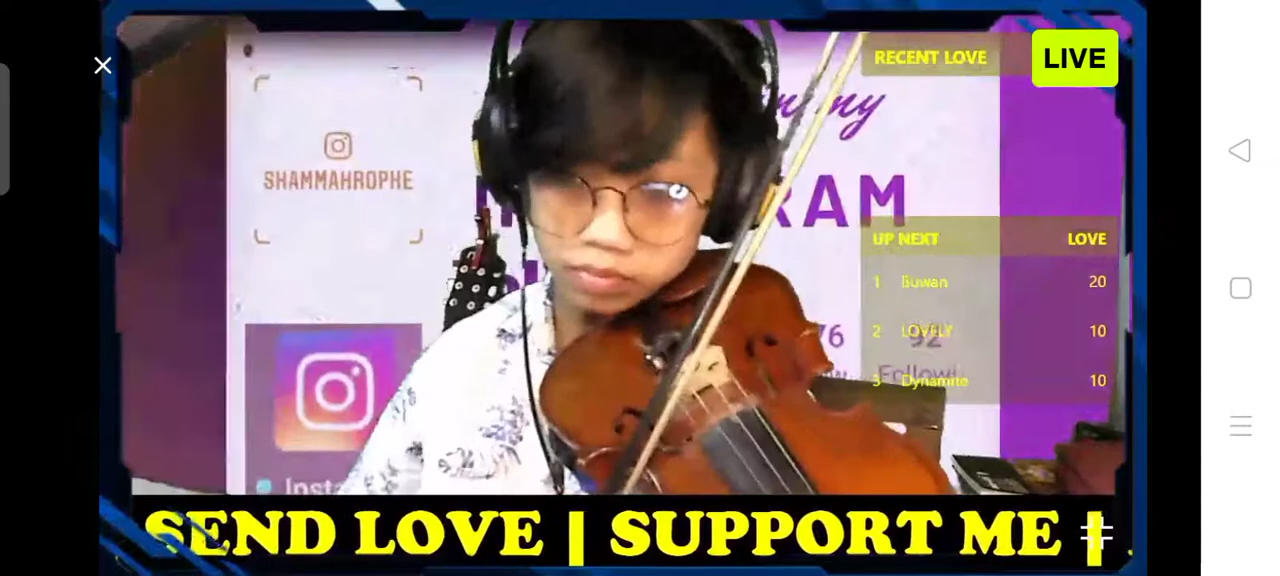 RECENT LOVE
LIVE
SHAMMAHROPHE
UP NEXT LOVE
1 Buwan 20
2 LOVELY 10
3 Dynamite 10
92
SEND LOVE | SUPPORT ME |